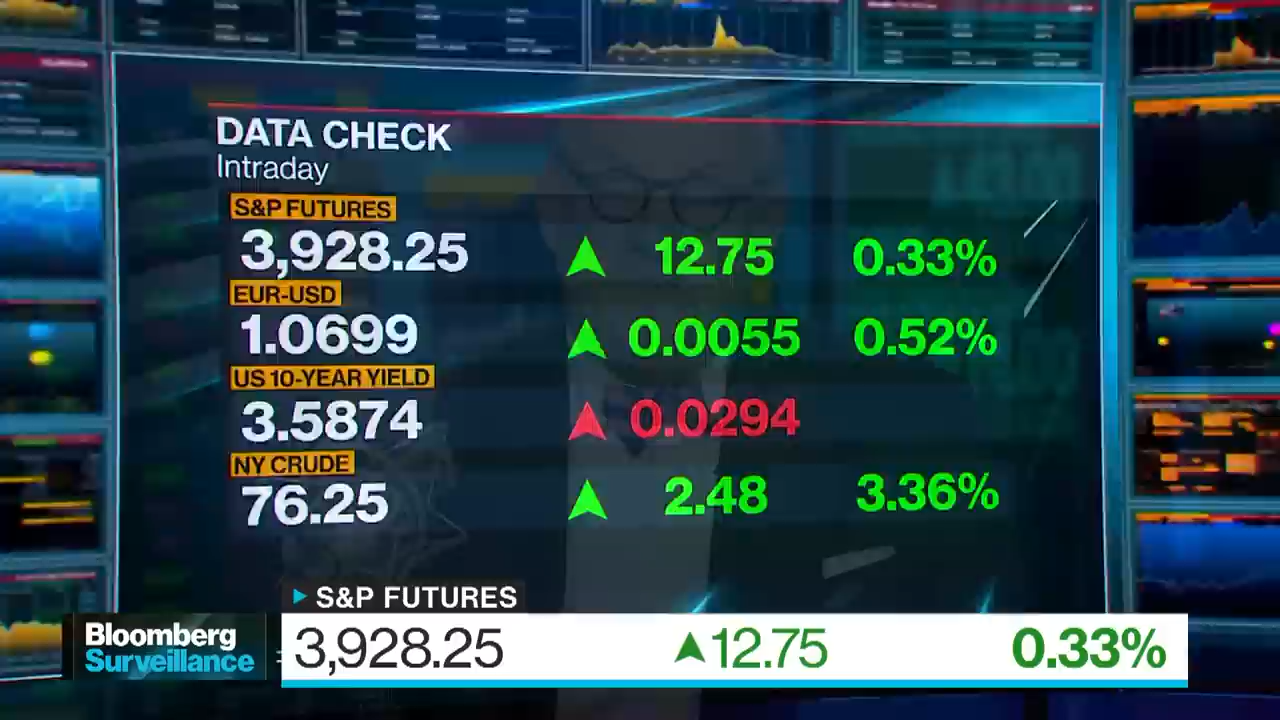 DATA CHECK
Intraday
S&P FUTURES
3,928.25 ▲ 12.75 0.33%
EUR-USD
1.0699 ▲ 0.0055 0.52%
US 10-YEAR YIELD
3.5874 ▲ 0.0294
NY CRUDE
76.25 ▲ 2.48 3.36%
S&P FUTURES
Bloomberg
Surveillance
3,928.25 ▲12.75 0.33%